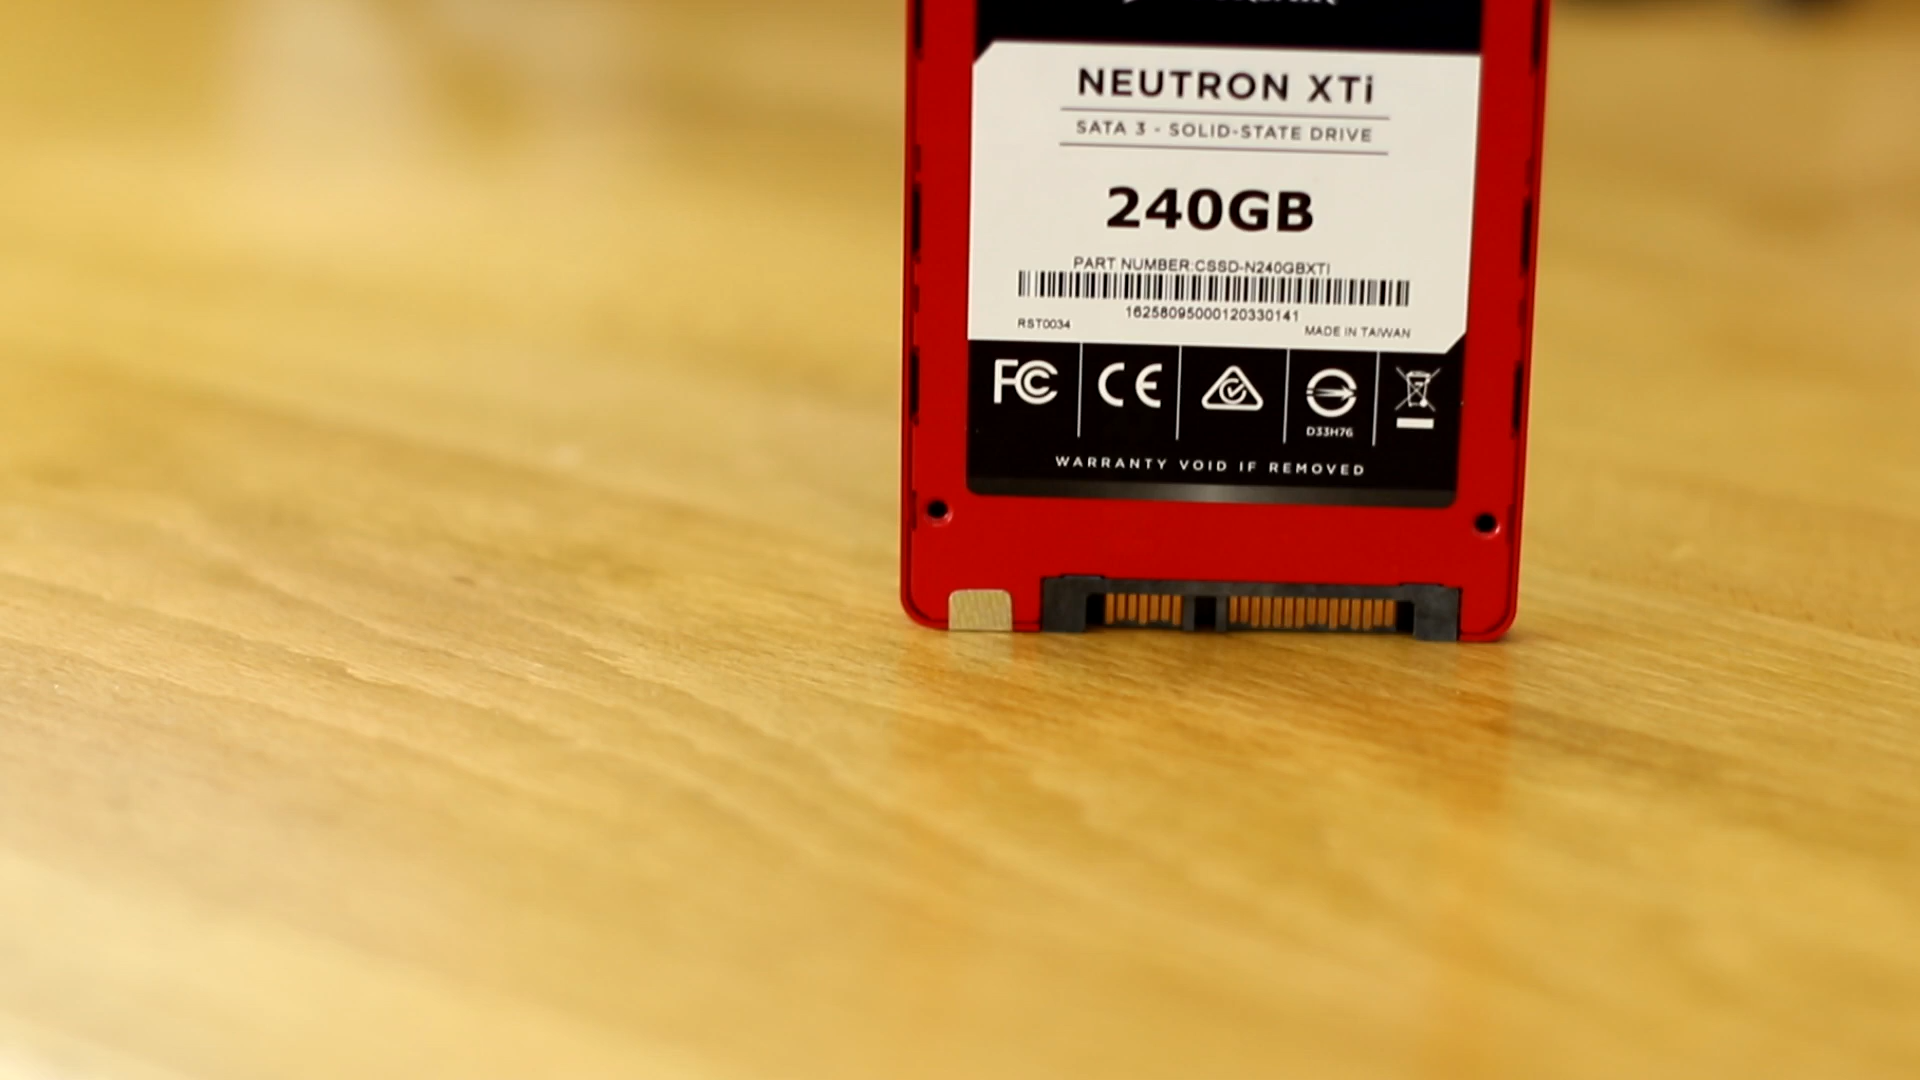 NEUTRON XTi
SATA 3 - SOLID-STATE DRIVE
240GB
PART NUMBER:CSSD-N240GBXTI
16258095000120330141
RST0034
MADE IN TAIWAN
FC CE
D33H76
WARRANTY VOID IF REMOVED